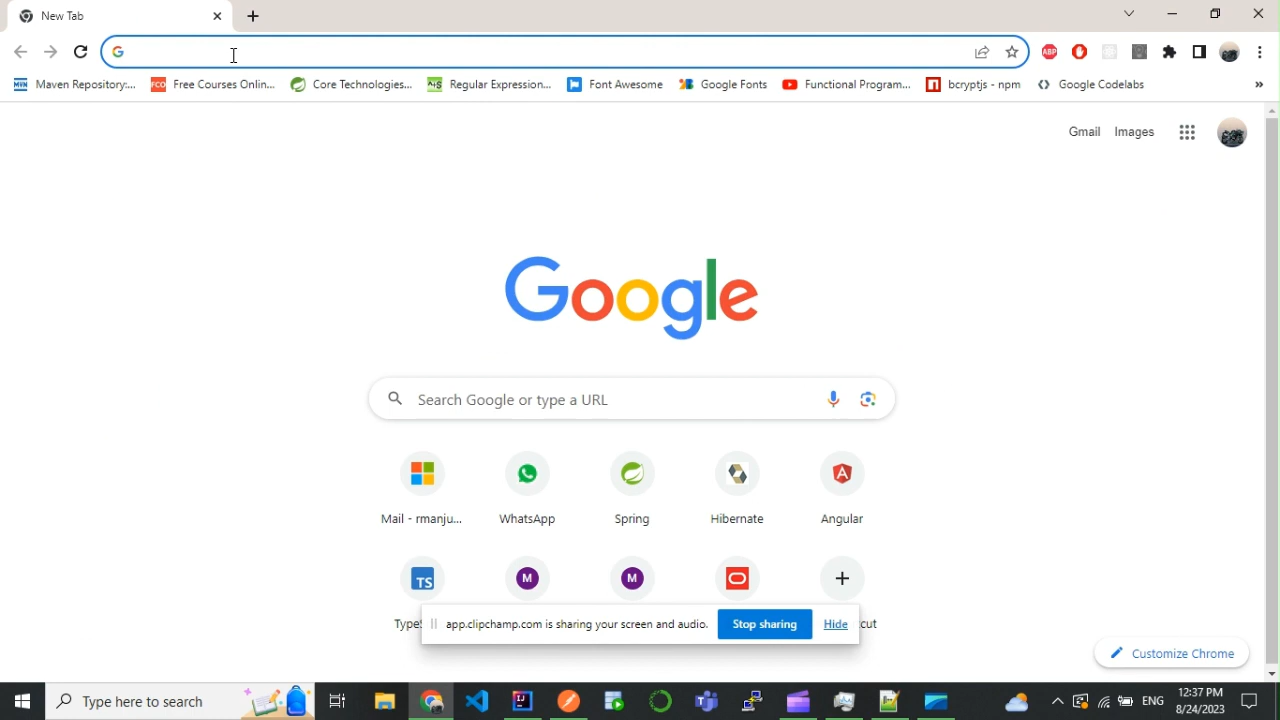 New Tab
Maven Repository:...
Free Courses Onlin...
Core Technologies...
Regular Expression...
Font Awesome
Google Fonts
Functional Program...
bcryptjs - npm
Google Codelabs
»
Gmail
Images
Google
Search Google or type a URL
Mail - rmanju...
WhatsApp
Spring
Hibernate
Angular
TS
M
M
app.clipchamp.com is sharing your screen and audio.
Stop sharing
Hide
Customize Chrome
Type here to search
ENG
12:37 PM
8/24/2023